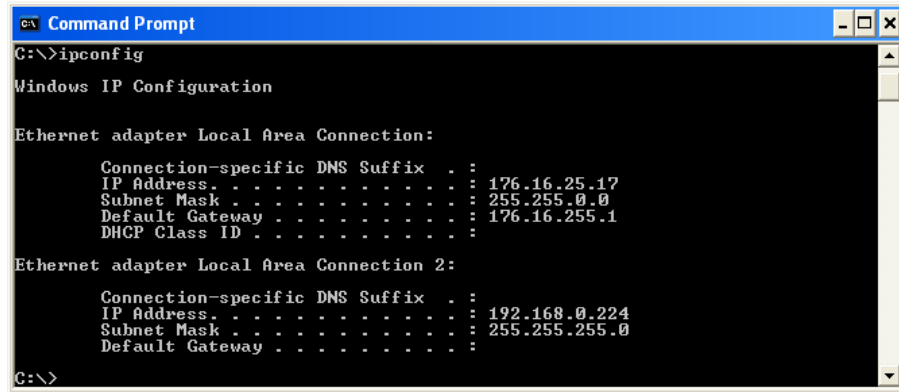 Command Prompt
C:\>ipconfig
Windows IP Configuration
Ethernet adapter Local Area Connection:
Connection-specific DNS Suffix . :
IP Address. . . . . . . . . . . . : 176.16.25.17
Subnet Mask . . . . . . . . . . . : 255.255.0.0
Default Gateway . . . . . . . . . : 176.16.255.1
DHCP Class ID . . . . . . . . . . :
Ethernet adapter Local Area Connection 2:
Connection-specific DNS Suffix . :
IP Address. . . . . . . . . . . . : 192.168.0.224
Subnet Mask . . . . . . . . . . . : 255.255.255.0
Default Gateway . . . . . . . . . :
C:\>